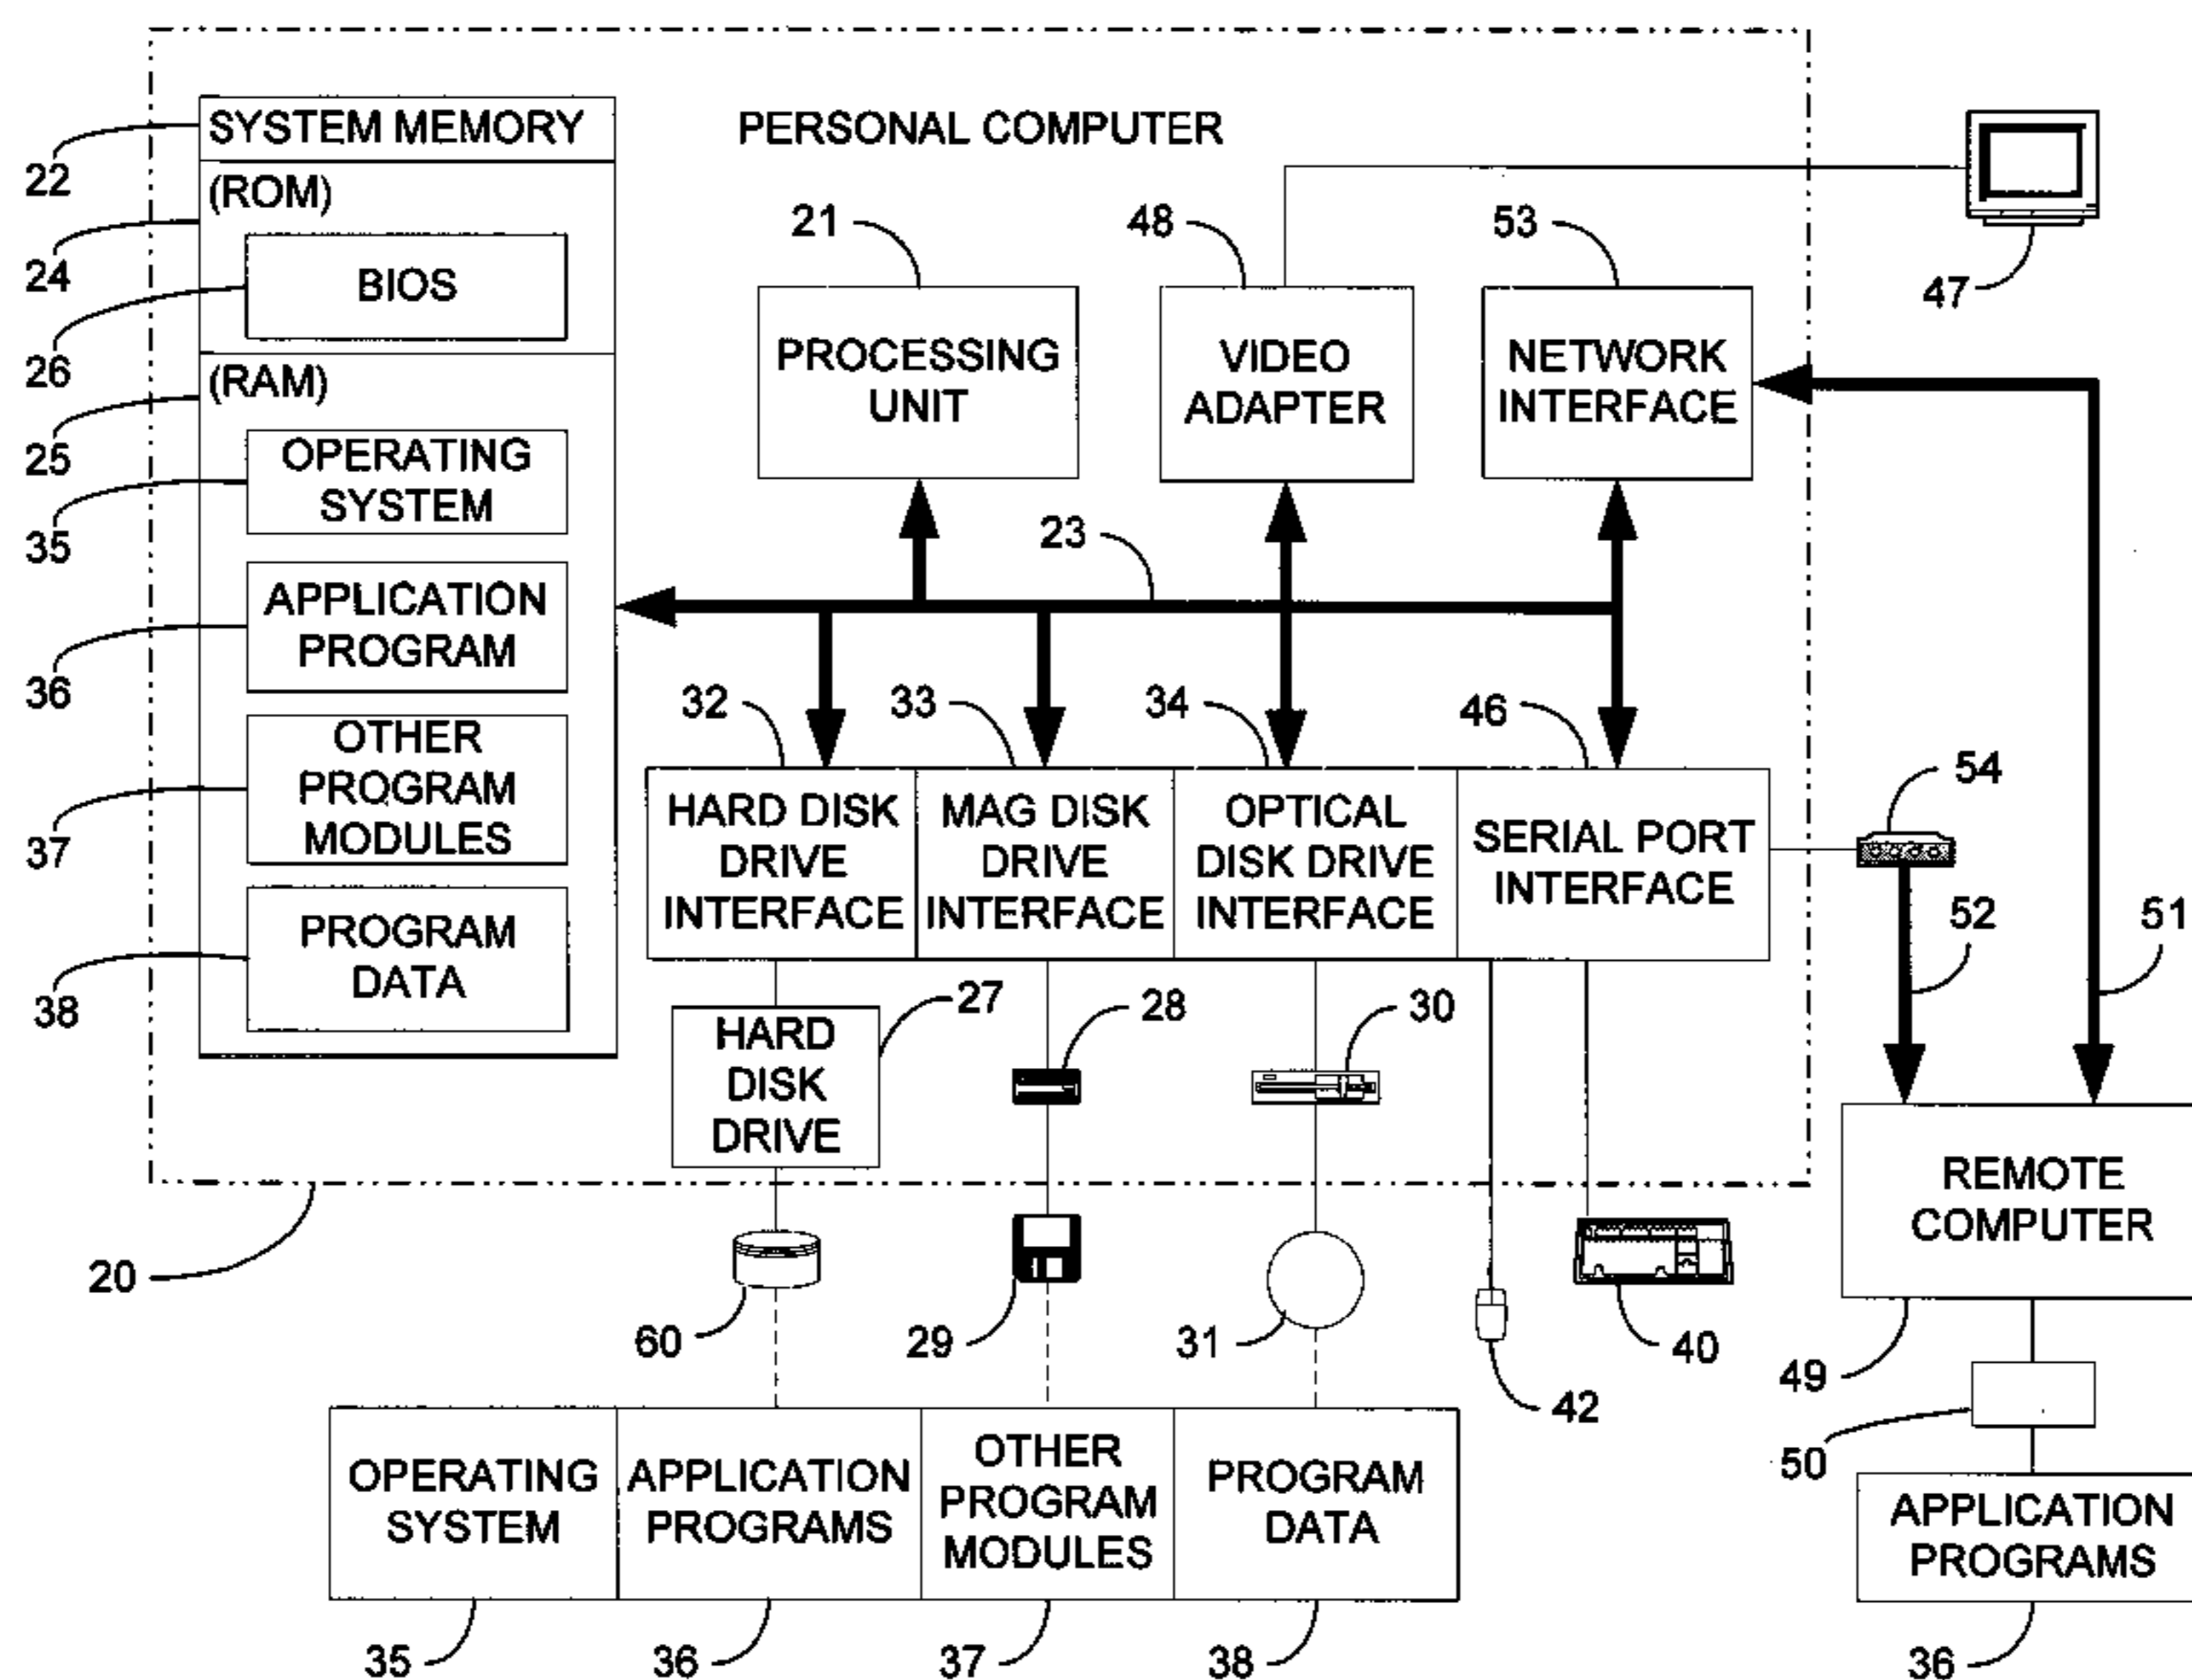 SYSTEM MEMORY
(ROM)
BIOS
(RAM)
OPERATING
SYSTEM
APPLICATION
PROGRAM
OTHER
PROGRAM
MODULES
PROGRAM
DATA
22
24
26
25
35
36
37
38
20
PERSONAL COMPUTER
21
48
53
47
PROCESSING
UNIT
VIDEO
ADAPTER
NETWORK
INTERFACE
23
32
33
34
46
54
HARD DISK
DRIVE
INTERFACE
MAG DISK
DRIVE
INTERFACE
OPTICAL
DISK DRIVE
INTERFACE
SERIAL PORT
INTERFACE
52
51
27
28
30
HARD
DISK
DRIVE
REMOTE
COMPUTER
60
29
31
42
40
49
50
OPERATING
SYSTEM
APPLICATION
PROGRAMS
OTHER
PROGRAM
MODULES
PROGRAM
DATA
APPLICATION
PROGRAMS
35
36
37
38
36